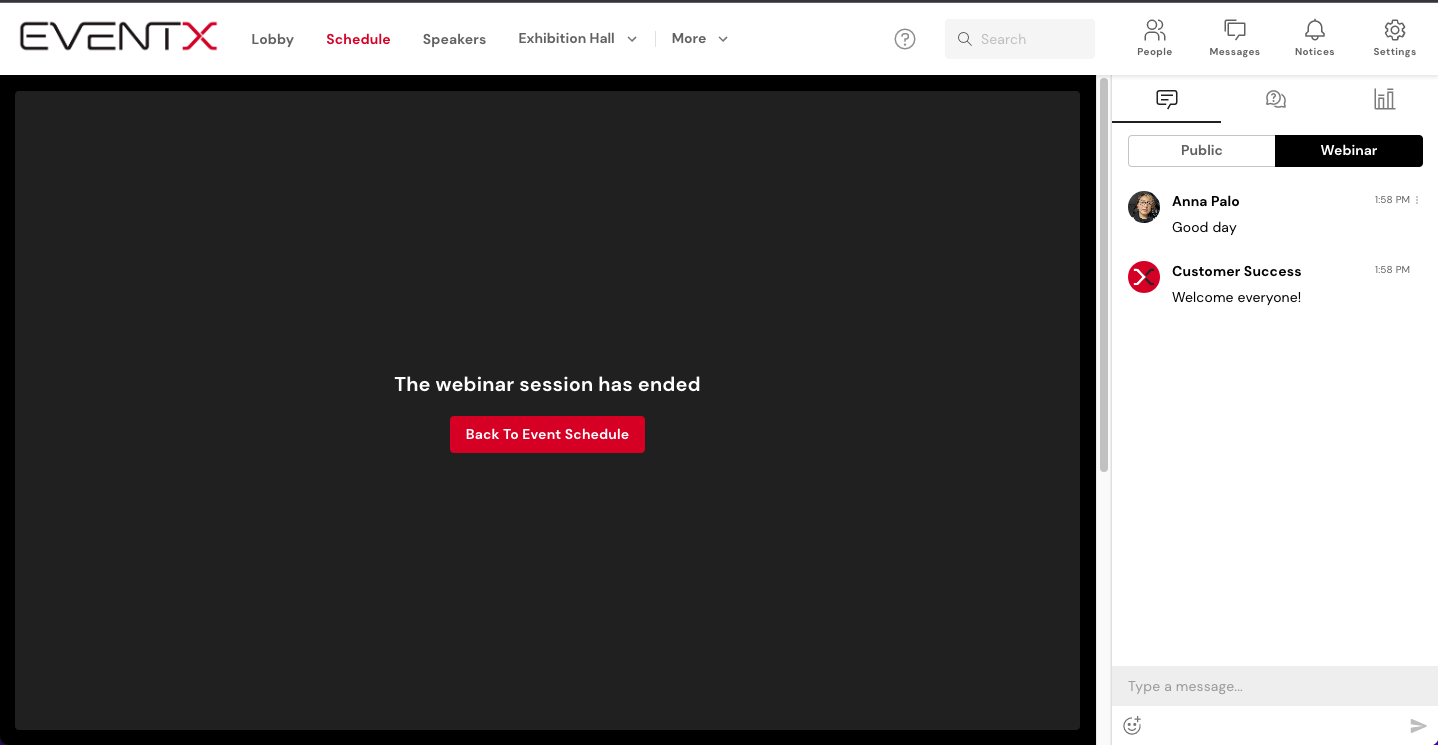 EVENTX
Lobby
Schedule
Speakers
Exhibition Hall
More
Search
People
Messages
Notices
Settings
The webinar session has ended
Back To Event Schedule
Public
Webinar
Anna Palo 1:58 PM
Good day
Customer Success 1:58 PM
Welcome everyone!
Type a message...